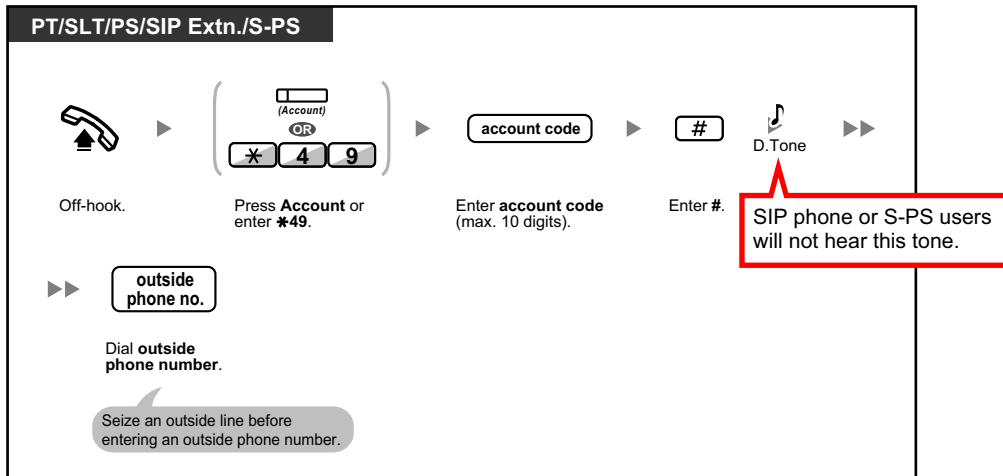 PT/SLT/PS/SIP Extn./S-PS
(Account)
OR
* 4 9
account code
#
D.Tone
Off-hook.
Press Account or
enter *49.
Enter account code
(max. 10 digits).
Enter #.
SIP phone or S-PS users
will not hear this tone.
outside
phone no.
Dial outside
phone number.
Seize an outside line before
entering an outside phone number.